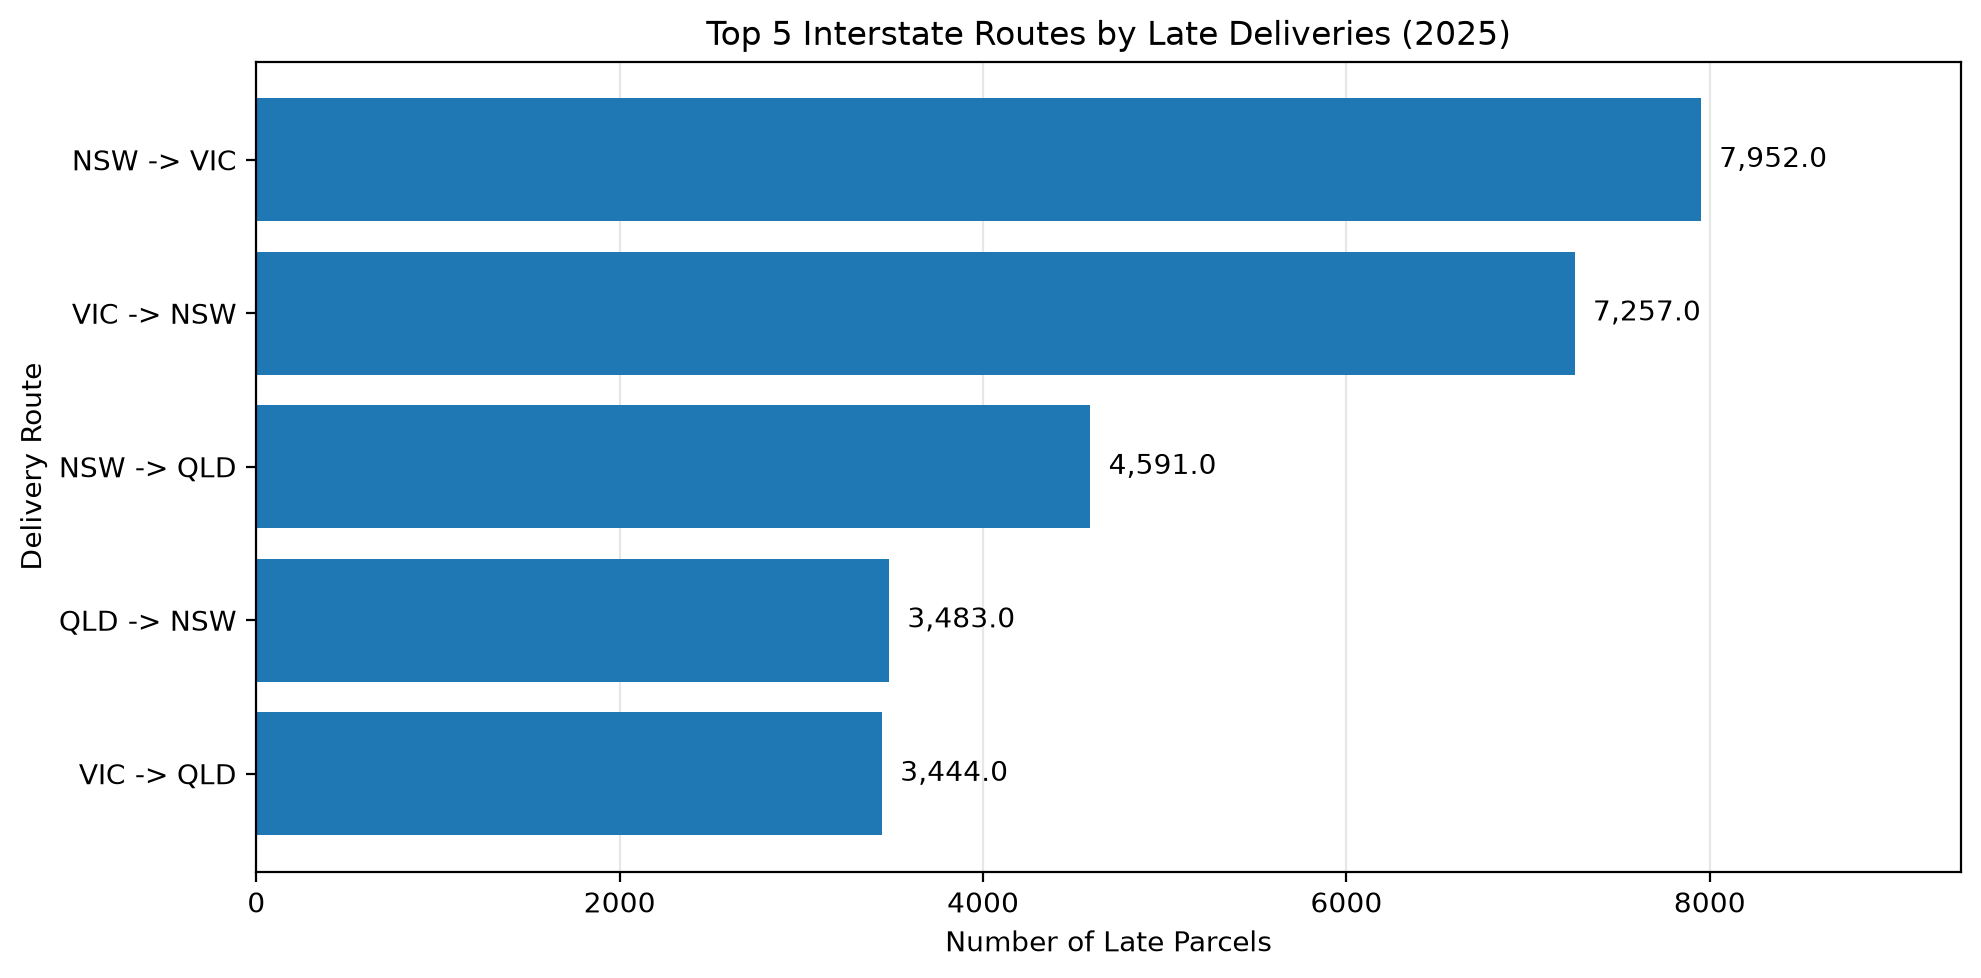 Top 5 Interstate Routes by Late Deliveries (2025)
Delivery Route
NSW -> VIC
7,952.0
VIC -> NSW
7,257.0
NSW -> QLD
4,591.0
QLD -> NSW
3,483.0
VIC -> QLD
3,444.0
0
2000
4000
6000
8000
Number of Late Parcels